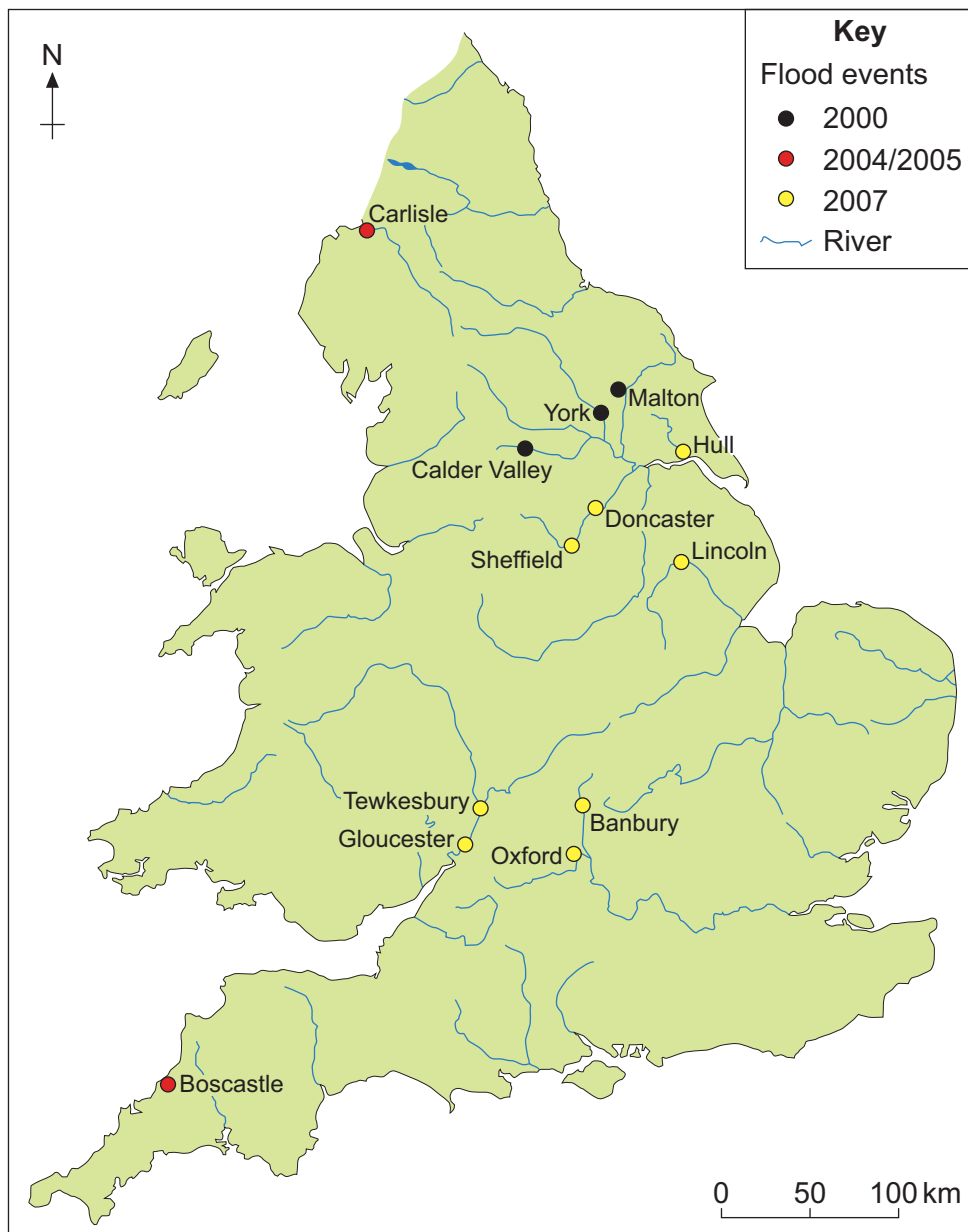 N
Key
Flood events
2000
2004/2005
2007
River
Carlisle
Malton
York
Hull
Calder Valley
Doncaster
Sheffield
Lincoln
Tewkesbury
Banbury
Gloucester
Oxford
Boscastle
0 50 100 km